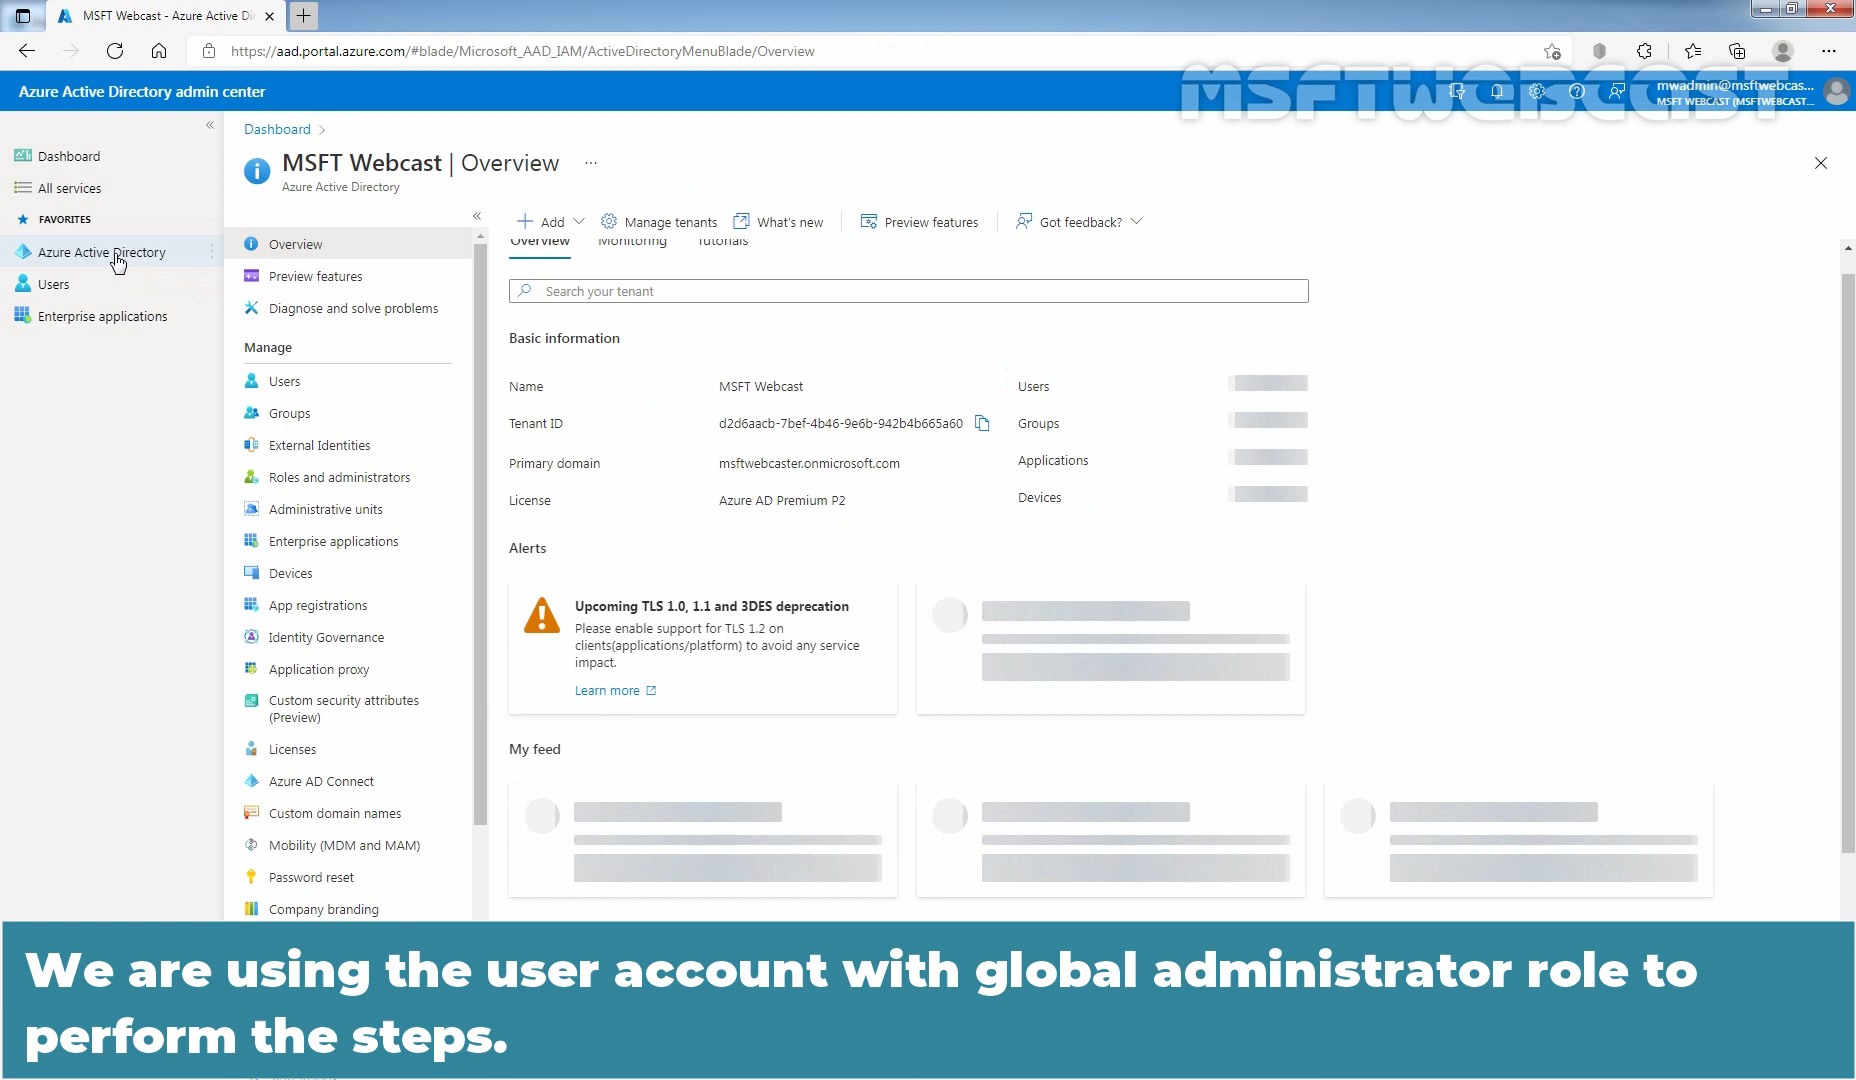 MSFT Webcast - Azure Active Di
https://aad.portal.azure.com/#blade/Microsoft_AAD_IAM/ActiveDirectoryMenuBlade/Overview
MSFTWEBCAST
Azure Active Directory admin center
mwadmin@msftwebcas...
MSFT WEBCAST (MSFTWEBCAST...
Dashboard
All services
FAVORITES
Azure Active Directory
Users
Enterprise applications
Dashboard >
MSFT Webcast | Overview ...
Azure Active Directory
Overview
Preview features
Diagnose and solve problems
Manage
Users
Groups
External Identities
Roles and administrators
Administrative units
Enterprise applications
Devices
App registrations
Identity Governance
Application proxy
Custom security attributes
(Preview)
Licenses
Azure AD Connect
Custom domain names
Mobility (MDM and MAM)
Password reset
Company branding
Add Manage tenants What's new Preview features Got feedback?
Overview Monitoring Tutorials
Search your tenant
Basic information
Name MSFT Webcast Users
Tenant ID d2d6aacb-7bef-4b46-9e6b-942b4b665a60 Groups
Primary domain msftwebcaster.onmicrosoft.com Applications
License Azure AD Premium P2 Devices
Alerts
Upcoming TLS 1.0, 1.1 and 3DES deprecation
Please enable support for TLS 1.2 on
clients(applications/platform) to avoid any service
impact.
Learn more
My feed
We are using the user account with global administrator role to
perform the steps.